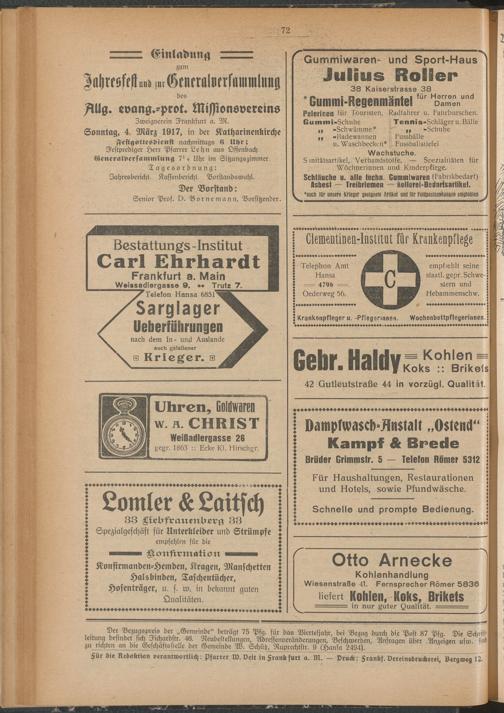 72
Einladung
zum
Jahresfest und zur Generalversammlung
des
Allg. evang.-prot. Missionsvereins
Zweigverein Frankfurt a. M.
Sonntag, 4. März 1917, in der Katharinenkirche
Festgottesdienst nachmittags 6 Uhr:
Festprediger Herr Pfarrer Lehn aus Offenbach
Generalversammlung 7¼ Uhr im Sitzungszimmer
Tagesordnung:
Jahresbericht. Kassenbericht. Vorstandswahl.
Der Vorstand:
Senior Prof. D. Bornemann, Vorsitzender.
Bestattungs-Institut
Carl Ehrhardt
Frankfurt a. Main
Weissadlergasse 9. Trutz 7.
Telefon Hansa 6851
Sarglager
Ueberführungen
nach dem In- und Auslande
auch gefallener
Krieger.
Uhren, Goldwaren
W. A. CHRIST
Weißadlergasse 26
gegr. 1863 :: Ecke Kl. Hirschgr.
Lomler & Laitsch
33 Liebfrauenberg 33
Spezialgeschäft für Unterkleider und Strümpfe
empfehlen für die
Konfirmation
Konfirmanden-Hemden, Kragen, Manschetten
Halsbinden, Taschentücher,
Hosenträger, u. s. w. in bekannt guten
Qualitäten.
Gummiwaren- und Sport-Haus
Julius Roller
38 Kaiserstrasse 38
*Gummi-Regenmäntel für Herren und Damen
Pelerinen für Touristen, Radfahrer u. Fahrburschen.
Gummi-Schuhe Tennis-Schläger u. Bälle
„ -Schwämme* „ -Schuhe
„ -Badewannen Fussbälle
u. Waschbecken* Fussballstiefel
Wachstuche.
Sanitätsartikel, Verbandstoffe. — Spezialitäten für
Wöchnerinnen und Kinderpflege.
Schläuche u. alle techn. Gummiwaren (Fabrikbedarf)
Asbest — Treibriemen — Kellerei-Bedarfsartikel.
*auch für unsere Krieger geeignete Artikel und für Feldpostsendungen empfohlen
Clementinen-Institut für Krankenpflege
Telephon Amt
Hansa
4796
Oederweg 56.
C
empfiehlt seine
staatl. gepr. Schwe-
stern und
Hebammenschw.
Krankenpfleger u. -Pflegerinnen. Wochenbettpflegerinnen.
Gebr. Haldy Kohlen
Koks :: Brikets
42 Gutleutstraße 44 in vorzügl. Qualität.
Dampfwasch-Anstalt „Ostend"
Kampf & Brede
Brüder Grimmstr. 5 — Telefon Römer 5312
Für Haushaltungen, Restaurationen
und Hotels, sowie Pfundwäsche.
Schnelle und prompte Bedienung.
Otto Arnecke
Kohlenhandlung
Wiesenstraße 41. Fernsprecher Römer 5836
liefert Kohlen, Koks, Brikets
in nur guter Qualität.
Der Bezugspreis der „Gemeinde" beträgt 75 Pfg. für das Vierteljahr, bei Bezug durch die Post 87 Pfg. Die
leitung befindet sich Fichardstr. 46. Neubestellungen, Adressenveränderungen, Beschwerden, Anfragen über Anzeigen usw.
zu richten an die Geschäftsstelle der Gemeinde W. Schütz, Ruprechtstr. 9 (Hansa 2494).
Für die Redaktion verantwortlich: Pfarrer W. Veit in Frankfurt a. M. — Druck: Frankf. Vereinsdruckerei, Bergweg 12.